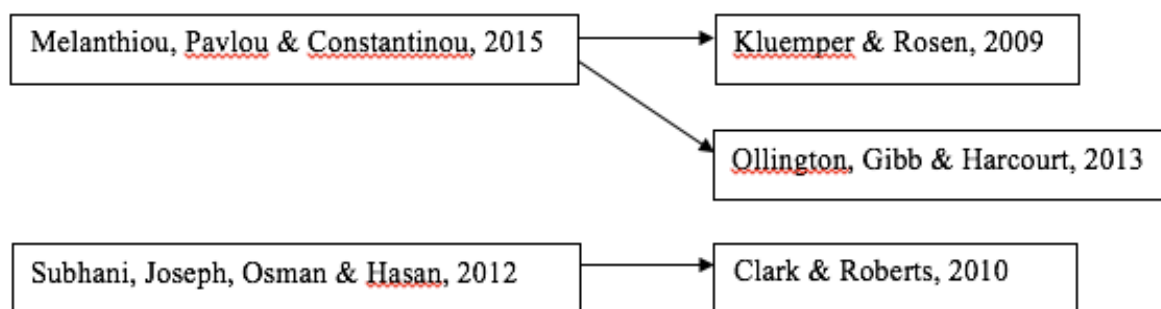 Melanthiou, Pavlou & Constantinou, 2015
Kluemper & Rosen, 2009
Ollington, Gibb & Harcourt, 2013
Subhani, Joseph, Osman & Hasan, 2012
Clark & Roberts, 2010